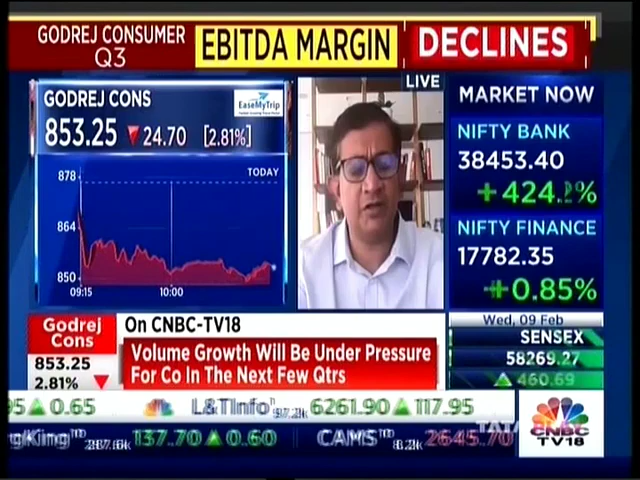 GODREJ CONSUMER
Q3
EBITDA MARGIN
DECLINES
GODREJ CONS
EaseMyTrip
853.25 ▼ 24.70 [2.81%]
TODAY
878
864
850
09:15
10:00
LIVE
MARKET NOW
NIFTY BANK
38453.40
NIFTY FINANCE
17782.35
+0.85%
Wed, 09 Feb
SENSEX
58269.27
▲ 460.69
Godrej
Cons
853.25
2.81% ▼
On CNBC-TV18
Volume Growth Will Be Under Pressure
For Co In The Next Few Qtrs
95 ▲ 0.65
L&TInfo
6261.90 ▲ 117.95
137.70 ▲ 0.60
CAMS
2645.70
CNBC
TV18